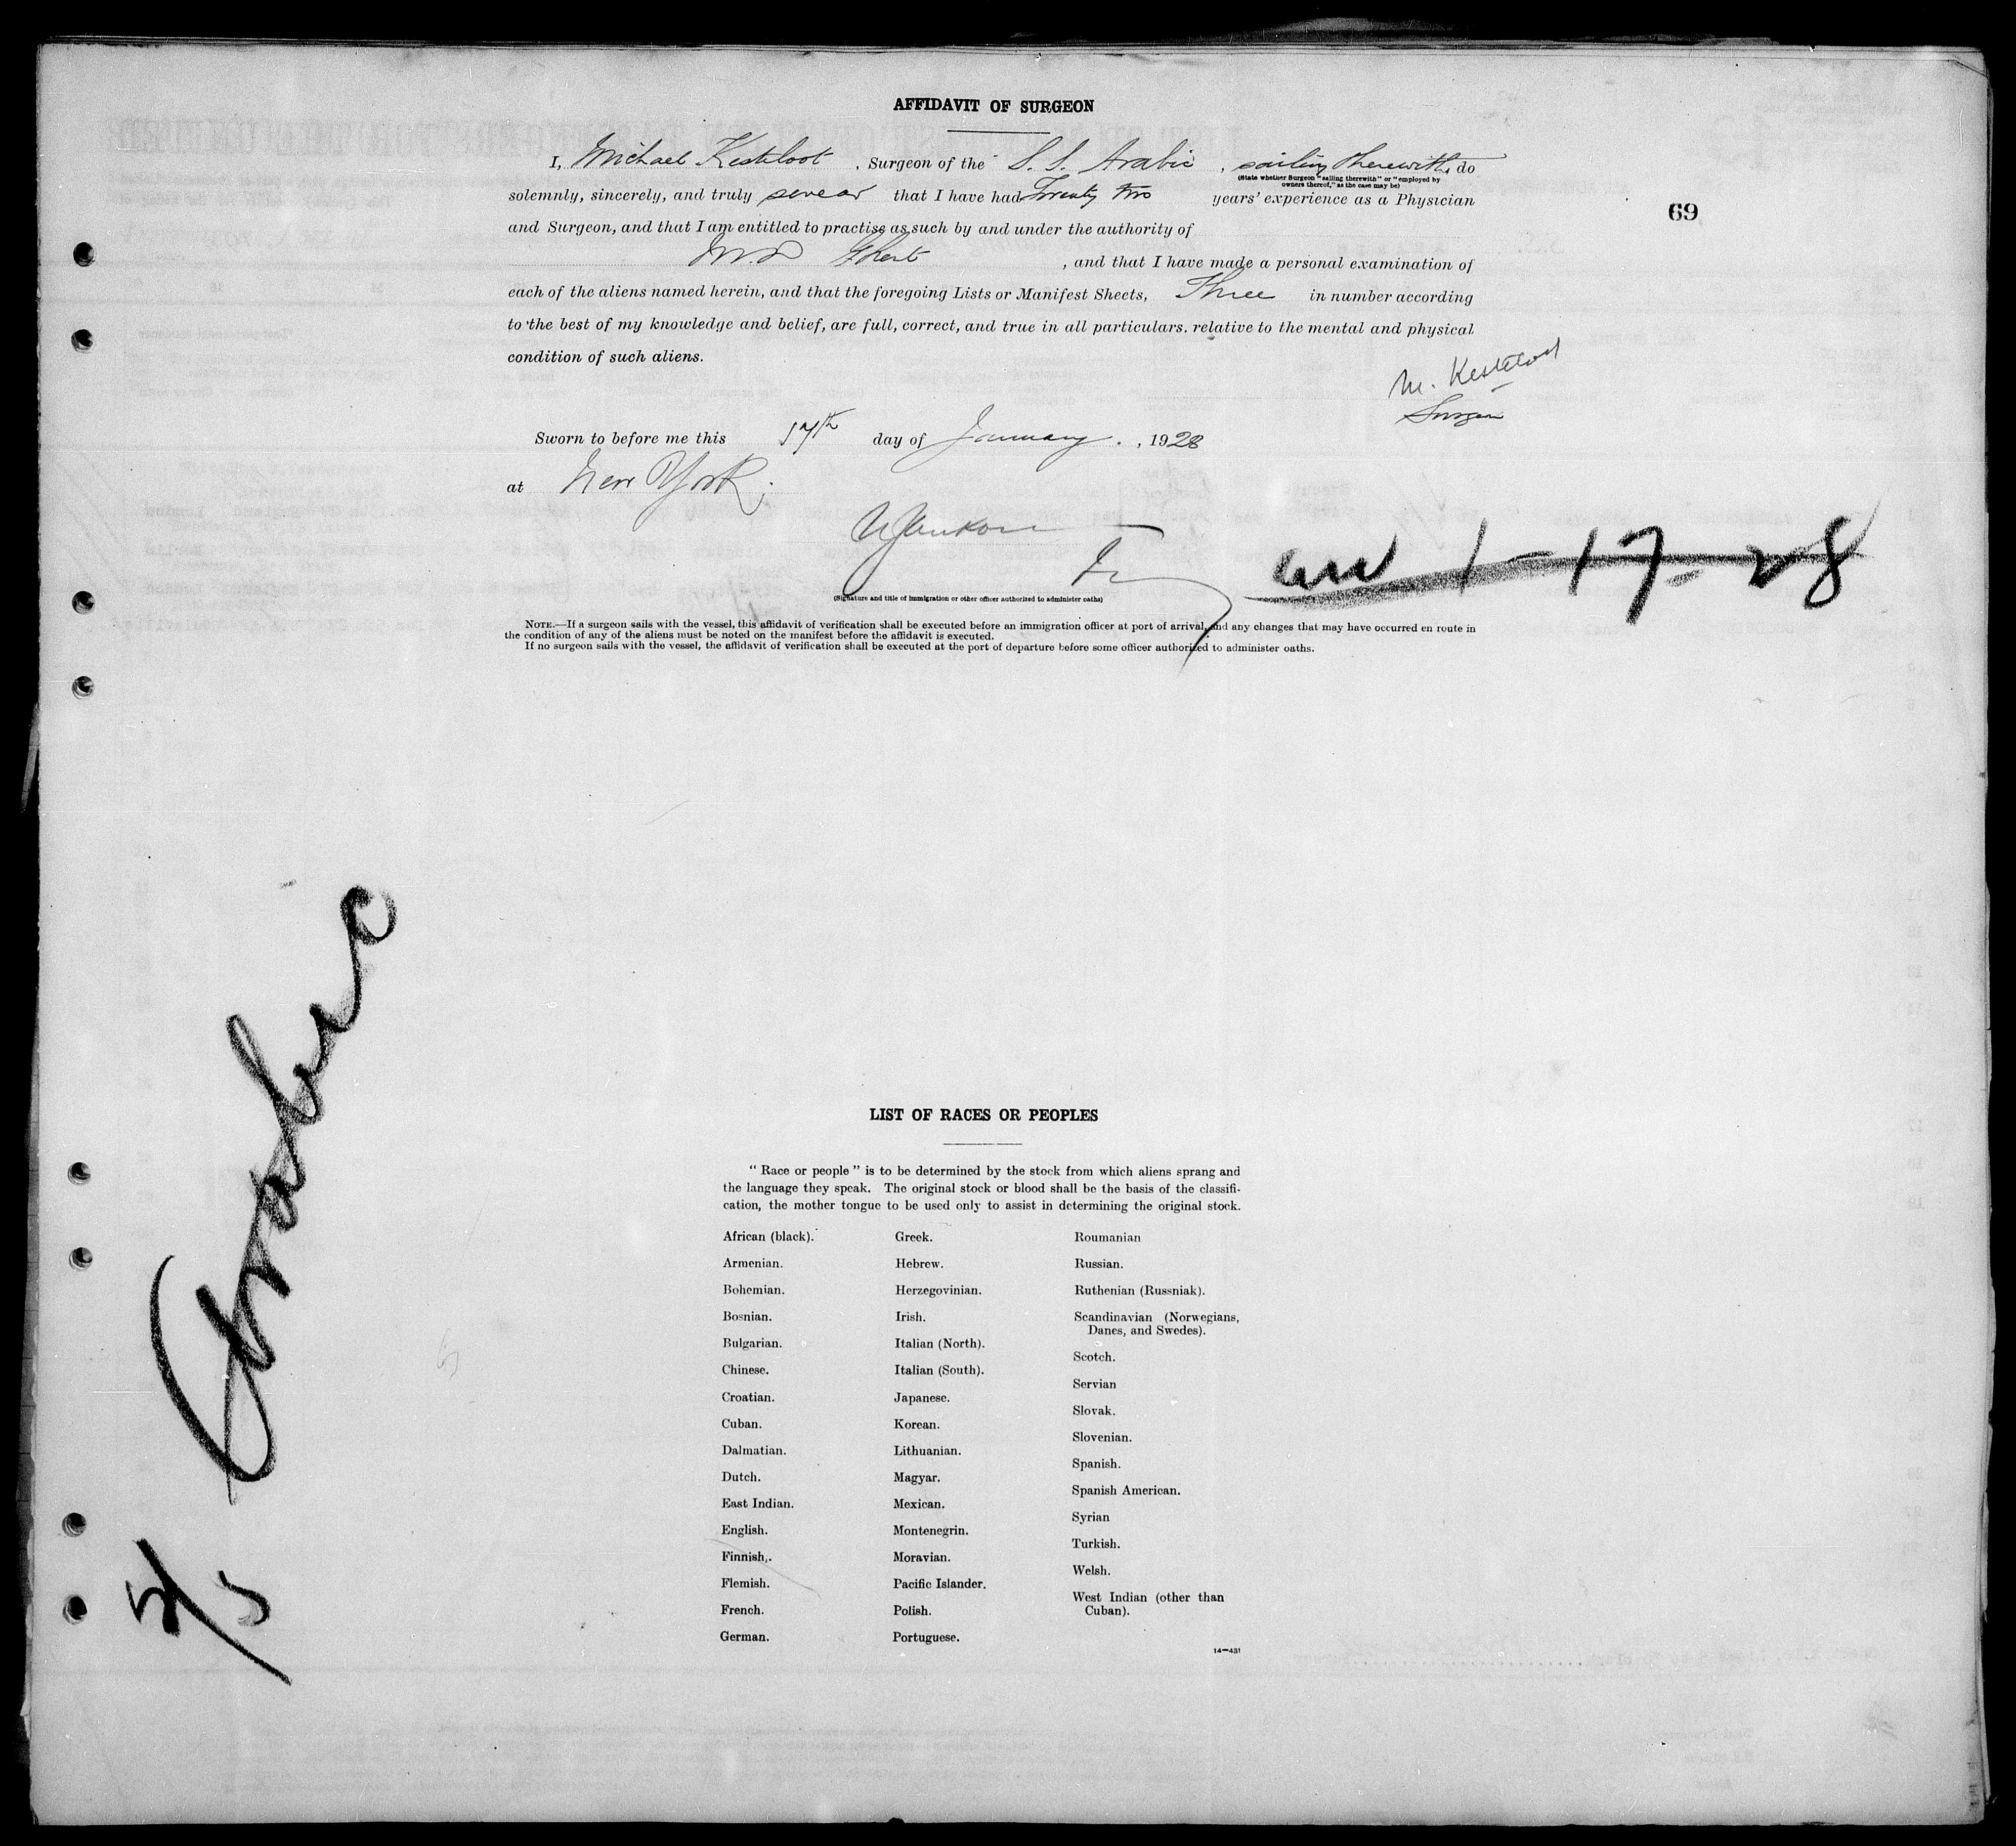 AFFIDAVIT OF SURGEON
I, Michael Kesteloot, Surgeon of the S. S. Arabic, sailing therewith, do
(State whether Surgeon "sailing therewith" or "employed by
owners thereof," as the case may be)
solemnly, sincerely, and truly swear that I have had Twenty two years' experience as a Physician
69
and Surgeon, and that I am entitled to practise as such by and under the authority of
M.D Ghent, and that I have made a personal examination of
each of the aliens named herein, and that the foregoing Lists or Manifest Sheets, Three in number according
to the best of my knowledge and belief, are full, correct, and true in all particulars. relative to the mental and physical
condition of such aliens.
M. Kesteloot
Surgeon
Sworn to before me this 17th day of January., 1928
at New York;
1-17-28
(Signature and title of immigration or other officer authorized to administer oaths)
NOTE.—If a surgeon sails with the vessel, this affidavit of verification shall be executed before an immigration officer at port of arrival, and any changes that may have occurred en route in
the condition of any of the aliens must be noted on the manifest before the affidavit is executed.
If no surgeon sails with the vessel, the affidavit of verification shall be executed at the port of departure before some officer authorized to administer oaths.
S/S Arabic
LIST OF RACES OR PEOPLES
"Race or people" is to be determined by the stock from which aliens sprang and
the language they speak. The original stock or blood shall be the basis of the classifi-
cation, the mother tongue to be used only to assist in determining the original stock.
African (black).
Armenian.
Bohemian.
Bosnian.
Bulgarian.
Chinese.
Croatian.
Cuban.
Dalmatian.
Dutch.
East Indian.
English.
Finnish.
Flemish.
French.
German.
Greek.
Hebrew.
Herzegovinian.
Irish.
Italian (North).
Italian (South).
Japanese.
Korean.
Lithuanian.
Magyar.
Mexican.
Montenegrin.
Moravian.
Pacific Islander.
Polish.
Portuguese.
Roumanian
Russian.
Ruthenian (Russniak).
Scandinavian (Norwegians,
Danes, and Swedes).
Scotch.
Servian
Slovak.
Slovenian.
Spanish.
Spanish American.
Syrian
Turkish.
Welsh.
West Indian (other than
Cuban).
14—431